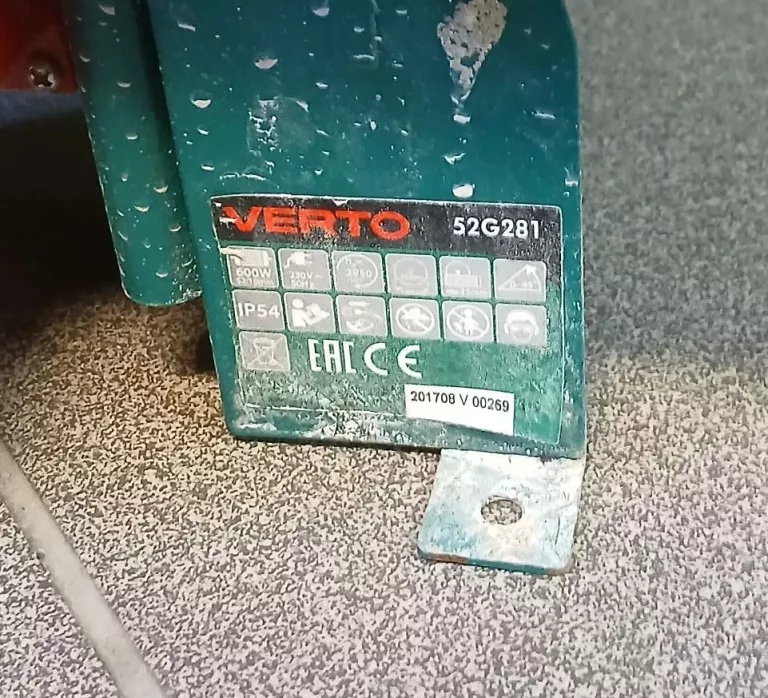 VERTO 52G281
600W 230V~ 2950
50Hz
IP54
EAC CE
201708 V 00269